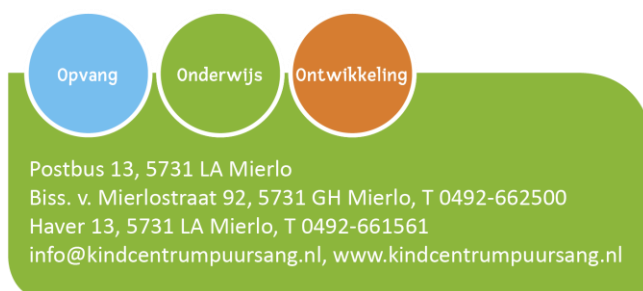 Opvang Onderwijs Ontwikkeling
Postbus 13, 5731 LA Mierlo
Biss. v. Mierlostraat 92, 5731 GH Mierlo, T 0492-662500
Haver 13, 5731 LA Mierlo, T 0492-661561
info@kindcentrumpuursang.nl, www.kindcentrumpuursang.nl